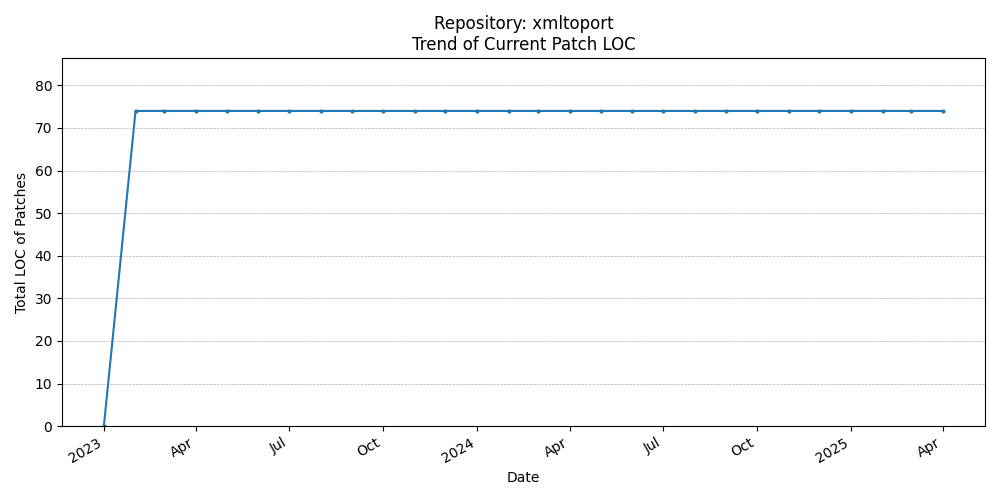 Repository: xmltoport
Trend of Current Patch LOC
Total LOC of Patches
80
70
60
50
40
30
20
10
0
2023
Apr
Jul
Oct
2024
Apr
Jul
Oct
2025
Apr
Date